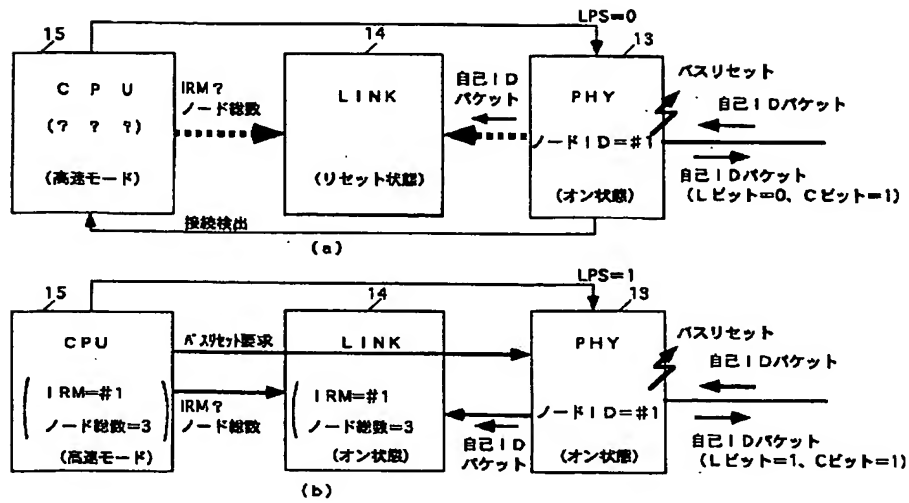 LPS=0
15
14
13
C P U
(? ? ?)
(高速モード)
IRM?
ノード総数
LINK
(リセット状態)
自己ID
パケット
PHY
ノードID=#1
(オン状態)
バスリセット
自己IDパケット
自己IDパケット
(Lビット=0、Cビット=1)
接続検出
(a)
LPS=1
15
14
13
CPU
IRM=#1
ノード総数=3
(高速モード)
バスリセット要求
IRM?
ノード総数
LINK
IRM=#1
ノード総数=3
(オン状態)
自己ID
パケット
PHY
ノードID=#1
(オン状態)
バスリセット
自己IDパケット
自己IDパケット
(Lビット=1、Cビット=1)
(b)